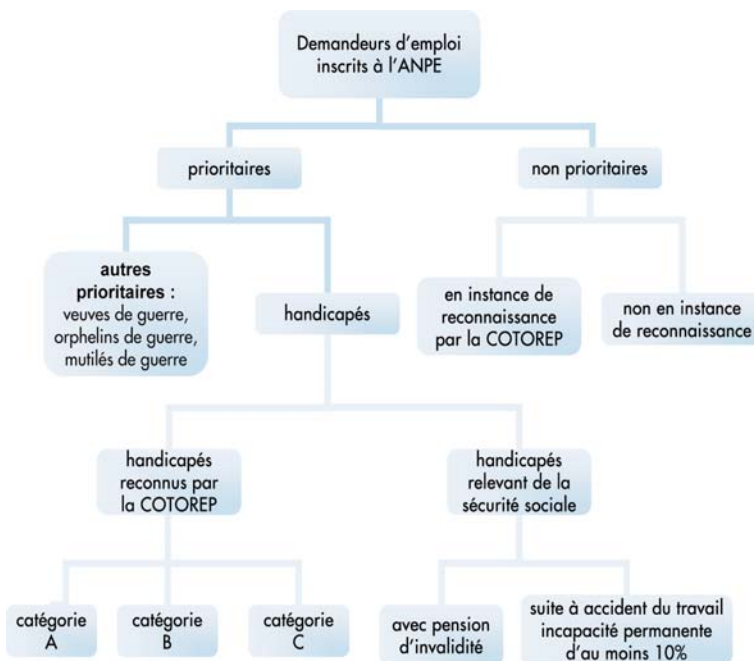 Demandeurs d'emploi
inscrits à l'ANPE
prioritaires
non prioritaires
autres
prioritaires :
veuves de guerre,
orphelins de guerre,
mutilés de guerre
handicapés
en instance de
reconnaissance
par la COTOREP
non en instance
de reconnaissance
handicapés
reconnus par
la COTOREP
handicapés
relevant de la
sécurité sociale
catégorie
A
catégorie
B
catégorie
C
avec pension
d'invalidité
suite à accident du travail
incapacité permanente
d'au moins 10%